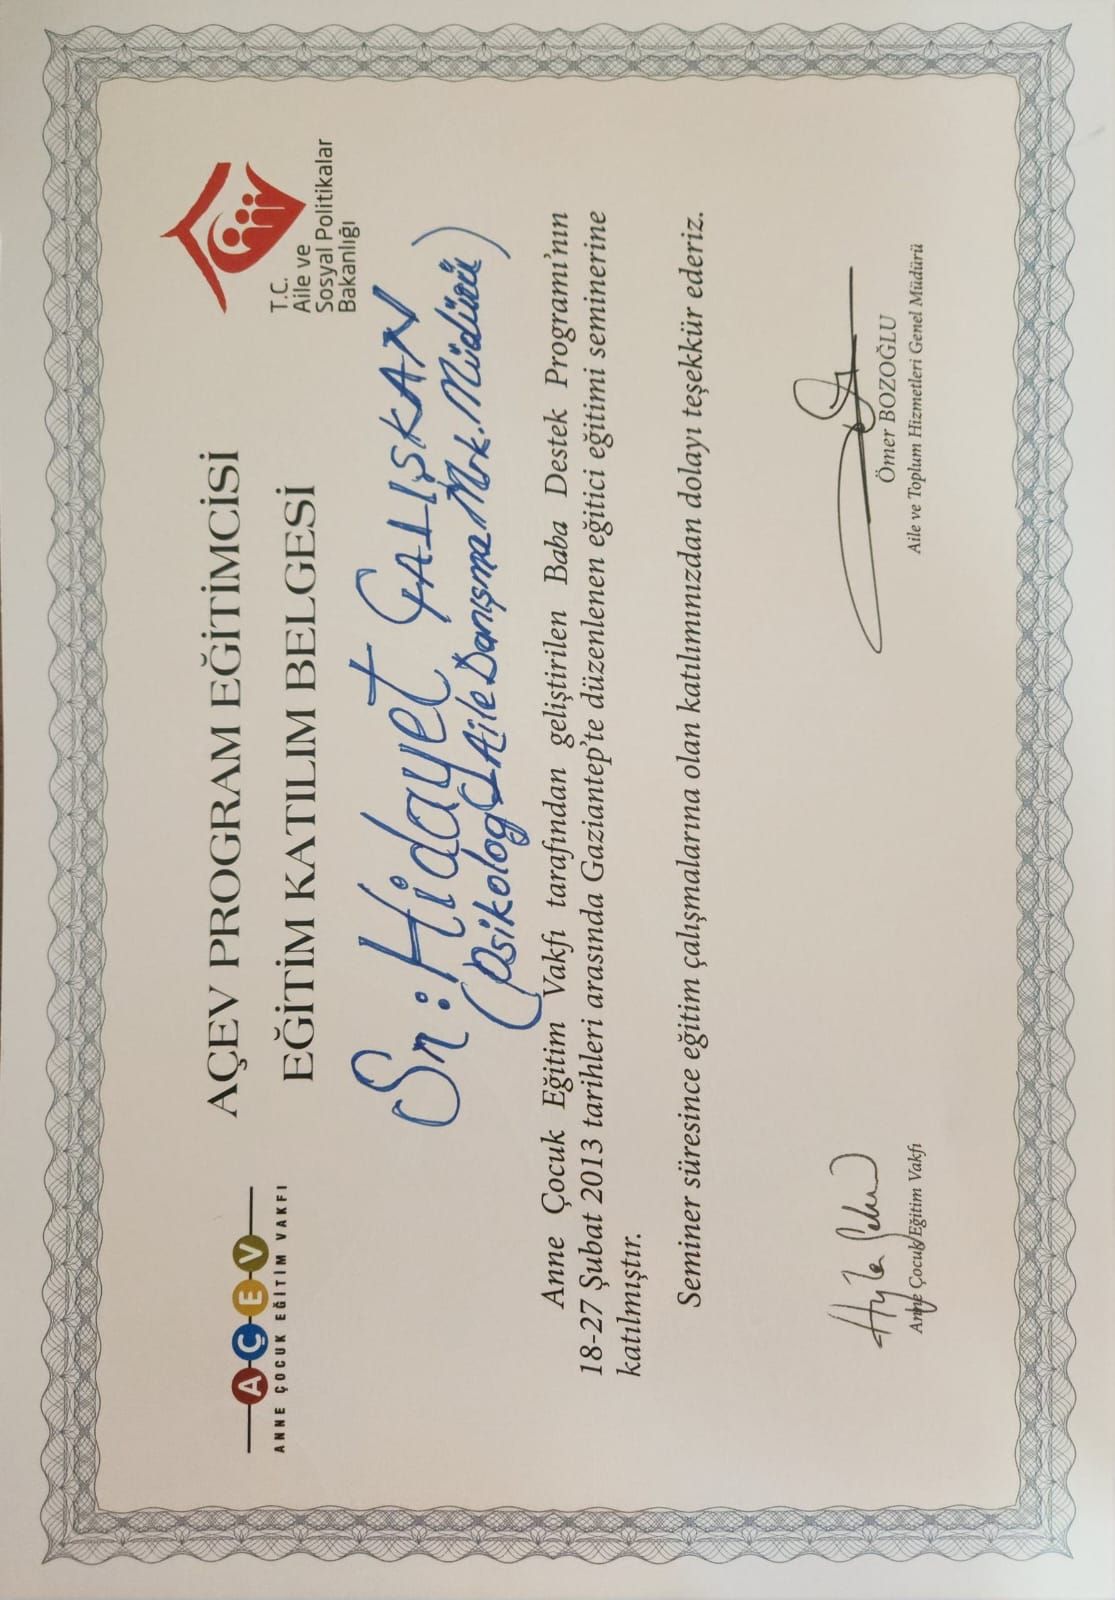 AÇEV
ANNE ÇOCUK EĞİTİM VAKFI
AÇEV PROGRAM EĞİTİMCİSİ
EĞİTİM KATILIM BELGESİ
T.C.
Aile ve
Sosyal Politikalar
Bakanlığı
Sn: Hidayet ÇALIŞKAN
(Psikolog Aile Danışma Mrk. Müdürü)
Anne Çocuk Eğitim Vakfı tarafından geliştirilen Baba Destek Programı'nın
18-27 Şubat 2013 tarihleri arasında Gaziantep'te düzenlenen eğitici eğitimi seminerine
katılmıştır.
Seminer süresince eğitim çalışmalarına olan katılımınızdan dolayı teşekkür ederiz.
Anne Çocuk Eğitim Vakfı
Ömer BOZOĞLU
Aile ve Toplum Hizmetleri Genel Müdürü